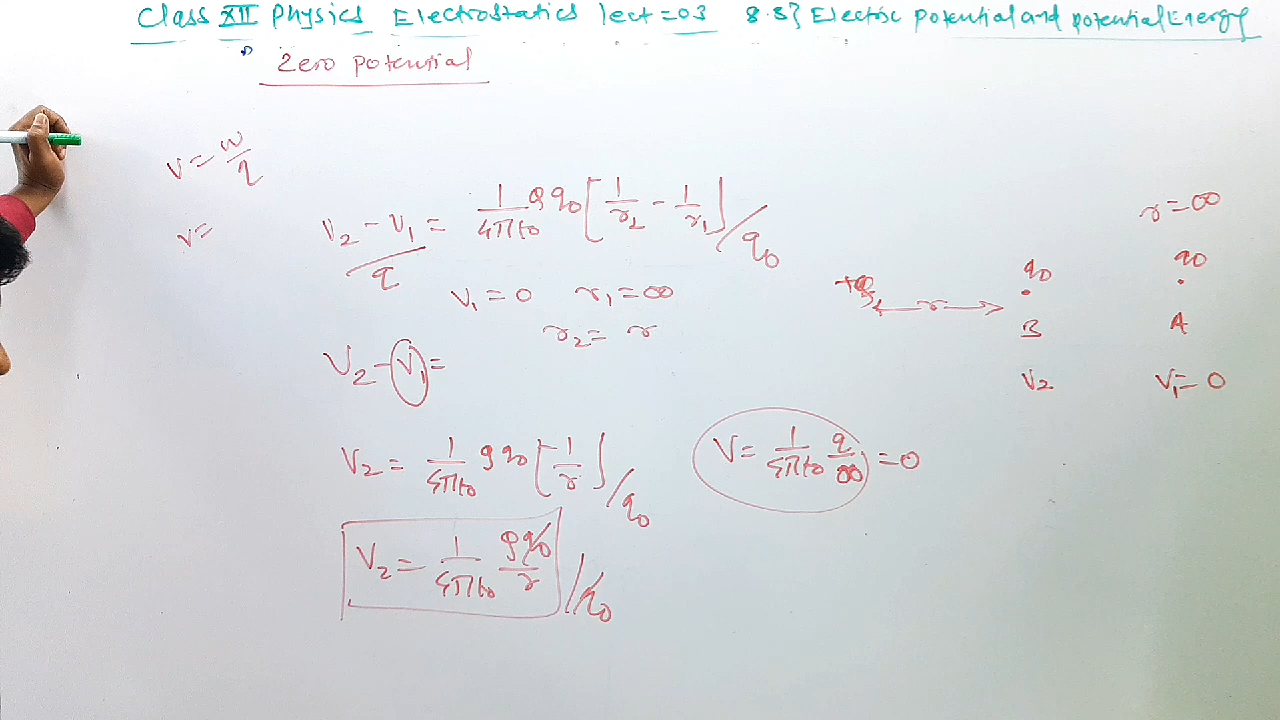 Class XII Physics Electrostatics lect=03 8.8} Electric potential and potential Energy
Zero potential
V = W/q
V =
V₂ - V₁ / q = 1/4πε₀ Q q₀ [1/r₂ - 1/r₁] / q₀
V₁ = 0 r₁ = ∞
r₂ = r
V₂ - V₁ =
V₂ = 1/4πε₀ Q q₀ [1/r] / q₀
V₂ = 1/4πε₀ Q q₀/r / q₀
V = 1/4πε₀ q/∞ = 0
r = ∞
q₀ q₀
r
B A
V₂ V₁ = 0